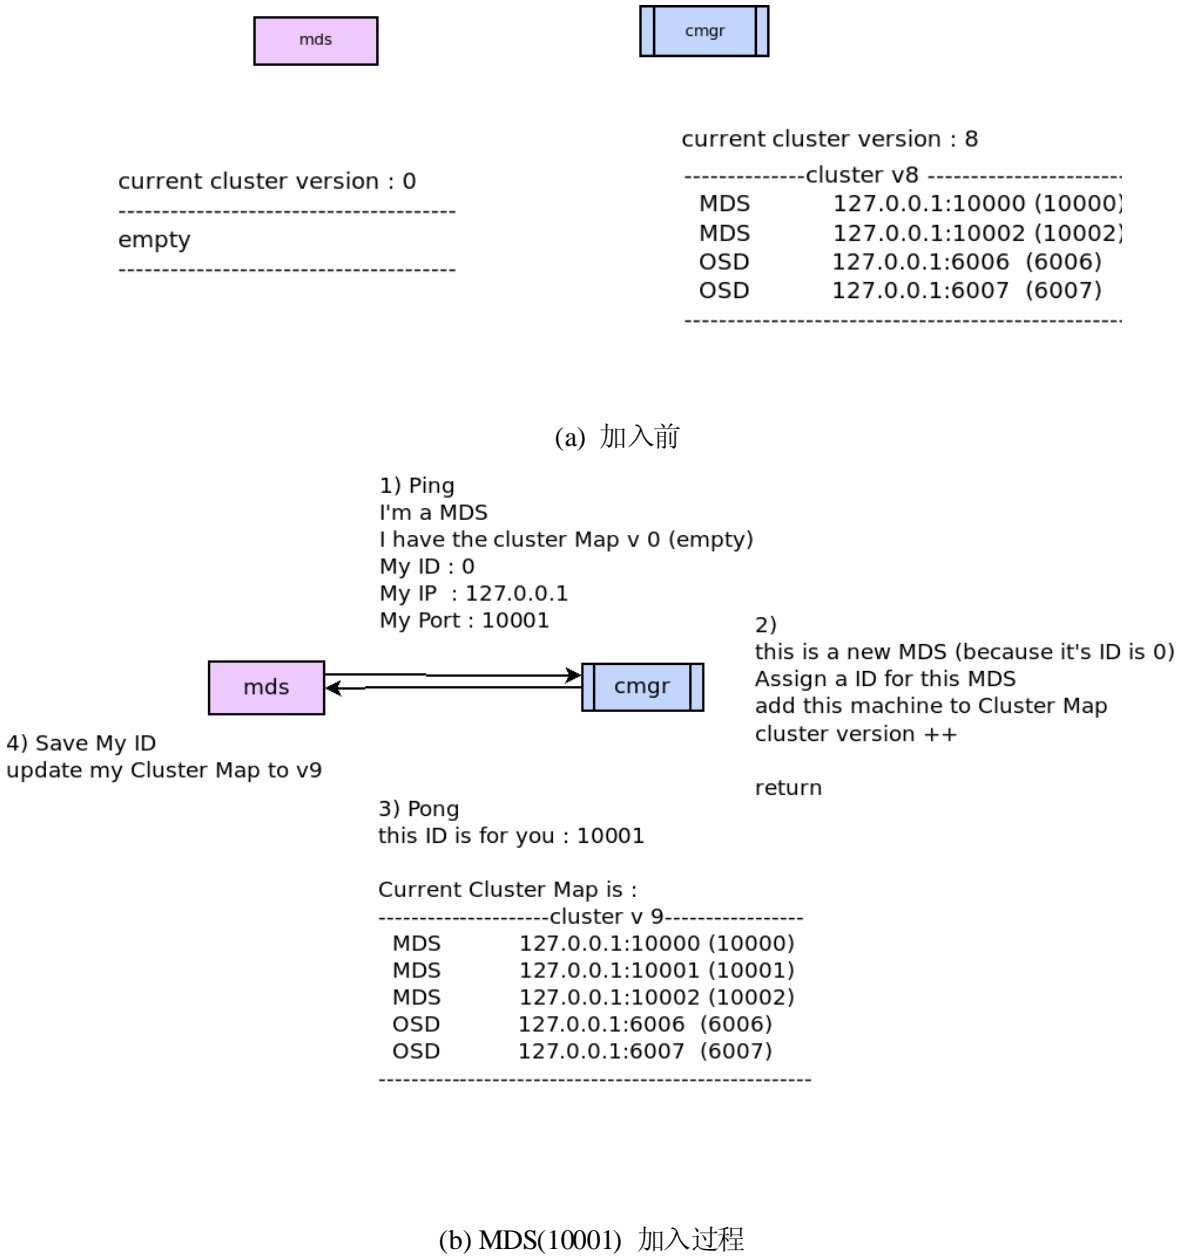 mds
cmgr
current cluster version : 0
---------------------------------------
empty
---------------------------------------
current cluster version : 8
--------------cluster v8 -----------------------
MDS 127.0.0.1:10000 (10000)
MDS 127.0.0.1:10002 (10002)
OSD 127.0.0.1:6006 (6006)
OSD 127.0.0.1:6007 (6007)
---------------------------------------------------
(a) 加入前
1) Ping
I'm a MDS
I have the cluster Map v 0 (empty)
My ID : 0
My IP : 127.0.0.1
My Port : 10001
mds
cmgr
2)
this is a new MDS (because it's ID is 0)
Assign a ID for this MDS
add this machine to Cluster Map
cluster version ++
return
4) Save My ID
update my Cluster Map to v9
3) Pong
this ID is for you : 10001
Current Cluster Map is :
---------------------cluster v 9-----------------
MDS 127.0.0.1:10000 (10000)
MDS 127.0.0.1:10001 (10001)
MDS 127.0.0.1:10002 (10002)
OSD 127.0.0.1:6006 (6006)
OSD 127.0.0.1:6007 (6007)
-----------------------------------------------------
(b) MDS(10001) 加入过程